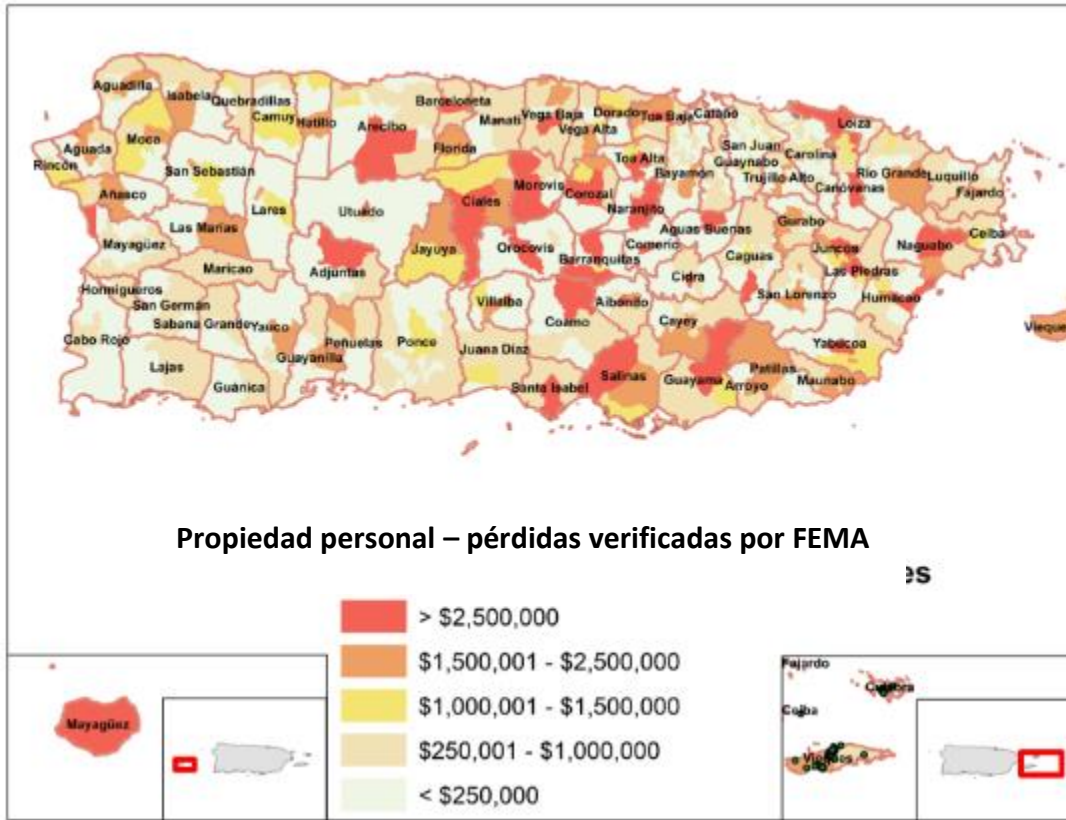 Aguadilla
Isabela
Quebradillas
Camuy
Hatillo
Arecibo
Barceloneta
Manatí
Vega Baja
Vega Alta
Dorado
Toa Baja
Cataño
San Juan
Guaynabo
Carolina
Loiza
Moca
Florida
Toa Alta
Bayamón
Trujillo Alto
Canóvanas
Rio Grande
Luquillo
Fajardo
Aguada
Rincón
San Sebastián
Añasco
Las Marías
Lares
Utuado
Ciales
Morovis
Corozal
Naranjito
Aguas Buenas
Gurabo
Ceiba
Naguabo
Mayagüez
Maricao
Adjuntas
Jayuya
Orocovis
Barranquitas
Comerio
Caguas
Juncos
Las Piedras
Hormigueros
San Germán
Sabana Grande
Yauco
Villalba
Coamo
Aibonito
Cidra
Cayey
San Lorenzo
Humacao
Cabo Rojo
Lajas
Guánica
Guayanilla
Peñuelas
Ponce
Juana Díaz
Santa Isabel
Salinas
Guayama
Arroyo
Patillas
Maunabo
Yabucoa
Vieque
Propiedad personal – pérdidas verificadas por FEMA
es
> $2,500,000
$1,500,001 - $2,500,000
$1,000,001 - $1,500,000
$250,001 - $1,000,000
< $250,000
Mayagüez
Fajardo
Culebra
Ceiba
Vieques